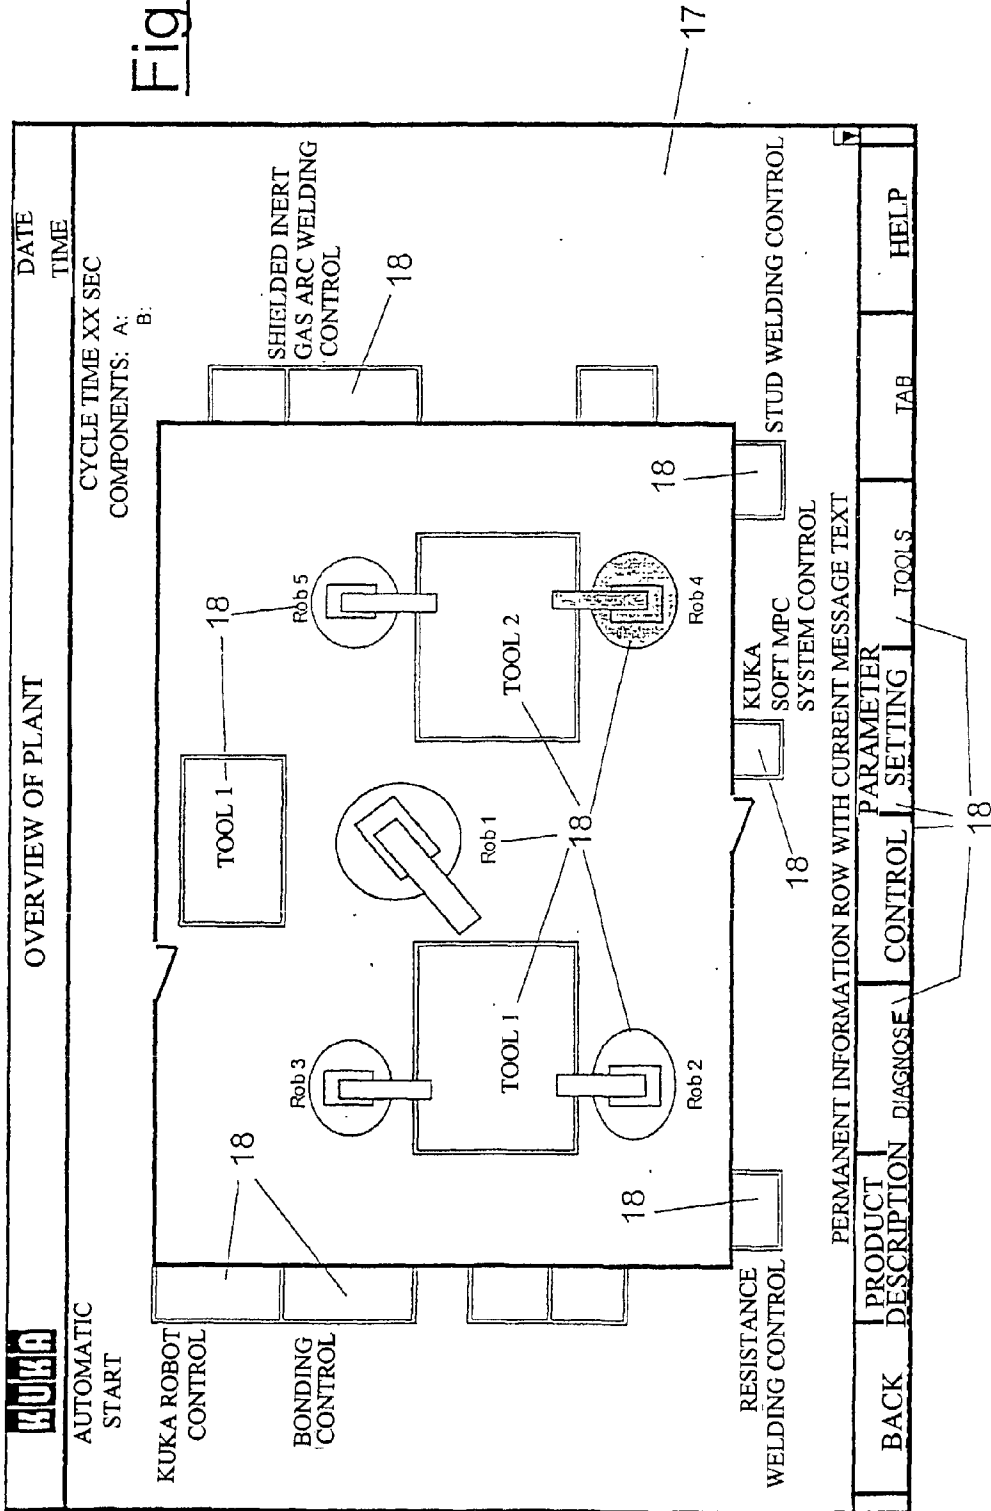 Fig
KUKA
OVERVIEW OF PLANT
DATE
TIME
AUTOMATIC
START
CYCLE TIME XX SEC
COMPONENTS: A:
B:
KUKA ROBOT
CONTROL
BONDING
CONTROL
18
TOOL 1
18
SHIELDED INERT
GAS ARC WELDING
CONTROL
18
Rob 3
Rob 5
Rob 1
TOOL 1
18
TOOL 2
Rob 2
Rob 4
18
18
RESISTANCE
WELDING CONTROL
18
KUKA
SOFT MPC
SYSTEM CONTROL
STUD WELDING CONTROL
17
PERMANENT INFORMATION ROW WITH CURRENT MESSAGE TEXT
BACK
PRODUCT
DESCRIPTION
DIAGNOSE
CONTROL
PARAMETER
SETTING
TOOLS
TAB
HELP
18